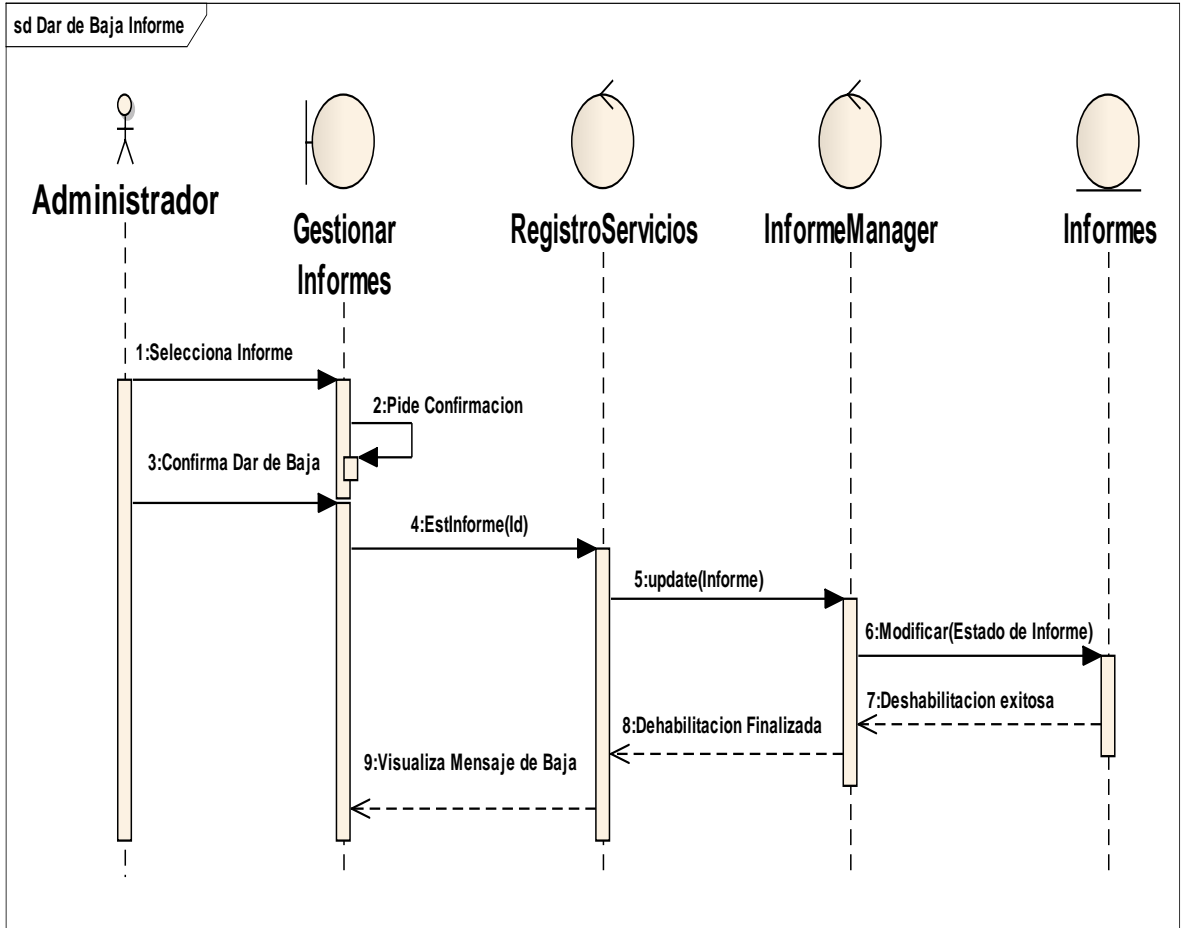 sd Dar de Baja Informe
Administrador
Gestionar
Informes
RegistroServicios
InformeManager
Informes
1:Selecciona Informe
2:Pide Confirmacion
3:Confirma Dar de Baja
4:EstInforme(Id)
5:update(Informe)
6:Modificar(Estado de Informe)
7:Deshabilitacion exitosa
8:Dehabilitacion Finalizada
9:Visualiza Mensaje de Baja